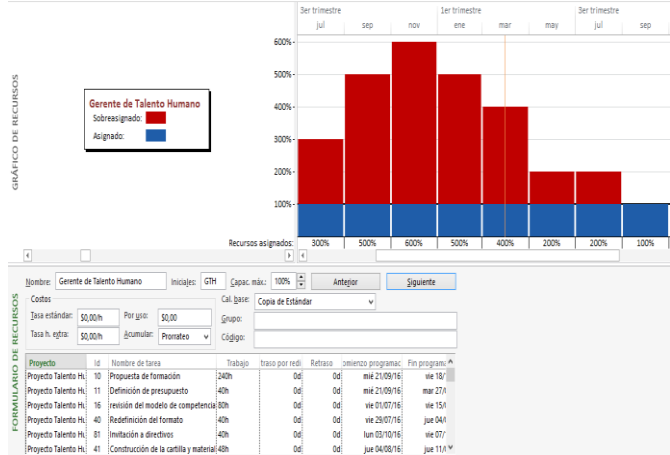 3er trimestre 1er trimestre 3er trimestre
jul sep nov ene mar may jul sep
GRÁFICO DE RECURSOS
600%
500%
400%
300%
200%
100%
Gerente de Talento Humano
Sobreasignado:
Asignado:
Recursos asignados: 300% 500% 600% 500% 400% 200% 200% 100%
FORMULARIO DE RECURSOS
Nombre: Gerente de Talento Humano Iniciales: GTH Capac. máx.: 100% Anterior Siguiente
Costos Cal. base: Copia de Estándar
Tasa estándar: $0,00/h Por uso: $0,00 Grupo:
Tasa h. extra: $0,00/h Acumular: Prorrateo Código:
Proyecto Id Nombre de tarea Trabajo traso por redi Retraso omienzo programac Fin programa
Proyecto Talento Hu 10 Propuesta de formación 240h 0d 0d mié 21/09/16 vie 18/
Proyecto Talento Hu 11 Definición de presupuesto 40h 0d 0d mié 21/09/16 mar 27/
Proyecto Talento Hu 16 revisión del modelo de competencia 80h 0d 0d vie 01/07/16 vie 15/
Proyecto Talento Hu 40 Redefinición del formato 40h 0d 0d vie 29/07/16 jue 04/
Proyecto Talento Hu 81 Invitación a directivos 40h 0d 0d lun 03/10/16 vie 07/
Proyecto Talento Hu 41 Construcción de la cartilla y material 48h 0d 0d jue 04/08/16 jue 11/